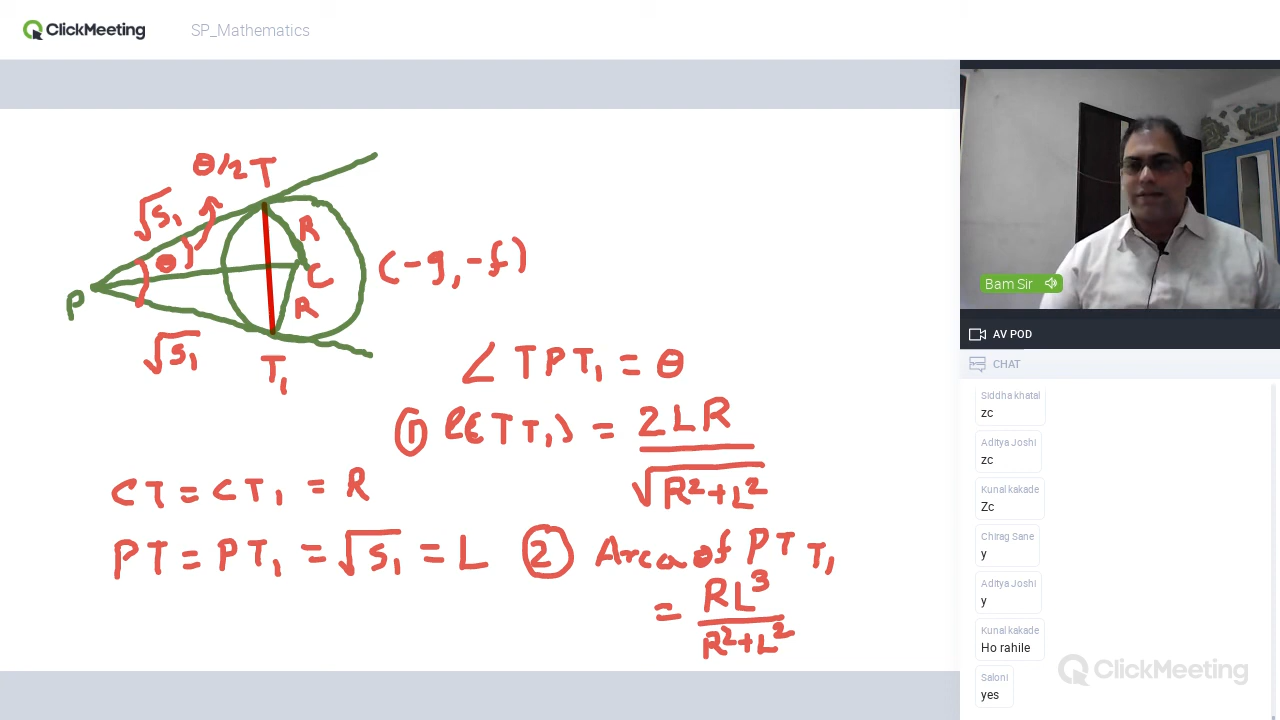 ClickMeeting
SP_Mathematics
θ/2 T
√S₁
θ
R
C
R
P
(-g, -f)
√S₁
T₁
∠TPT₁ = θ
① l(TT₁) = 2LR / √R²+L²
CT = CT₁ = R
PT = PT₁ = √S₁ = L
② Area of PTT₁
= RL³ / R²+L²
Bam Sir
AV POD
CHAT
Siddha khatal
zc
Aditya Joshi
zc
Kunal kakade
Zc
Chirag Sane
y
Aditya Joshi
y
Kunal kakade
Ho rahile
Saloni
yes
ClickMeeting